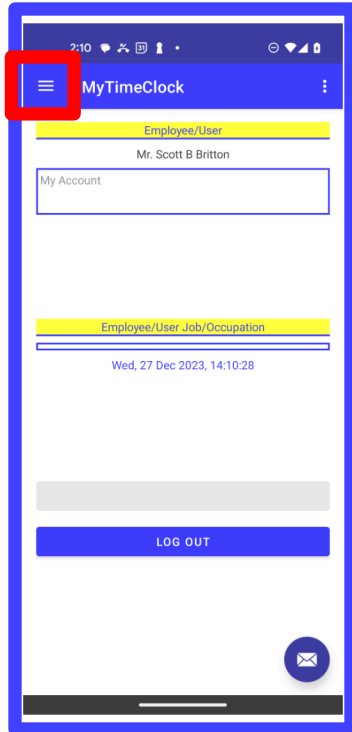 2:10 31
MyTimeClock
Employee/User
Mr. Scott B Britton
My Account
Employee/User Job/Occupation
Wed, 27 Dec 2023, 14:10:28
LOG OUT